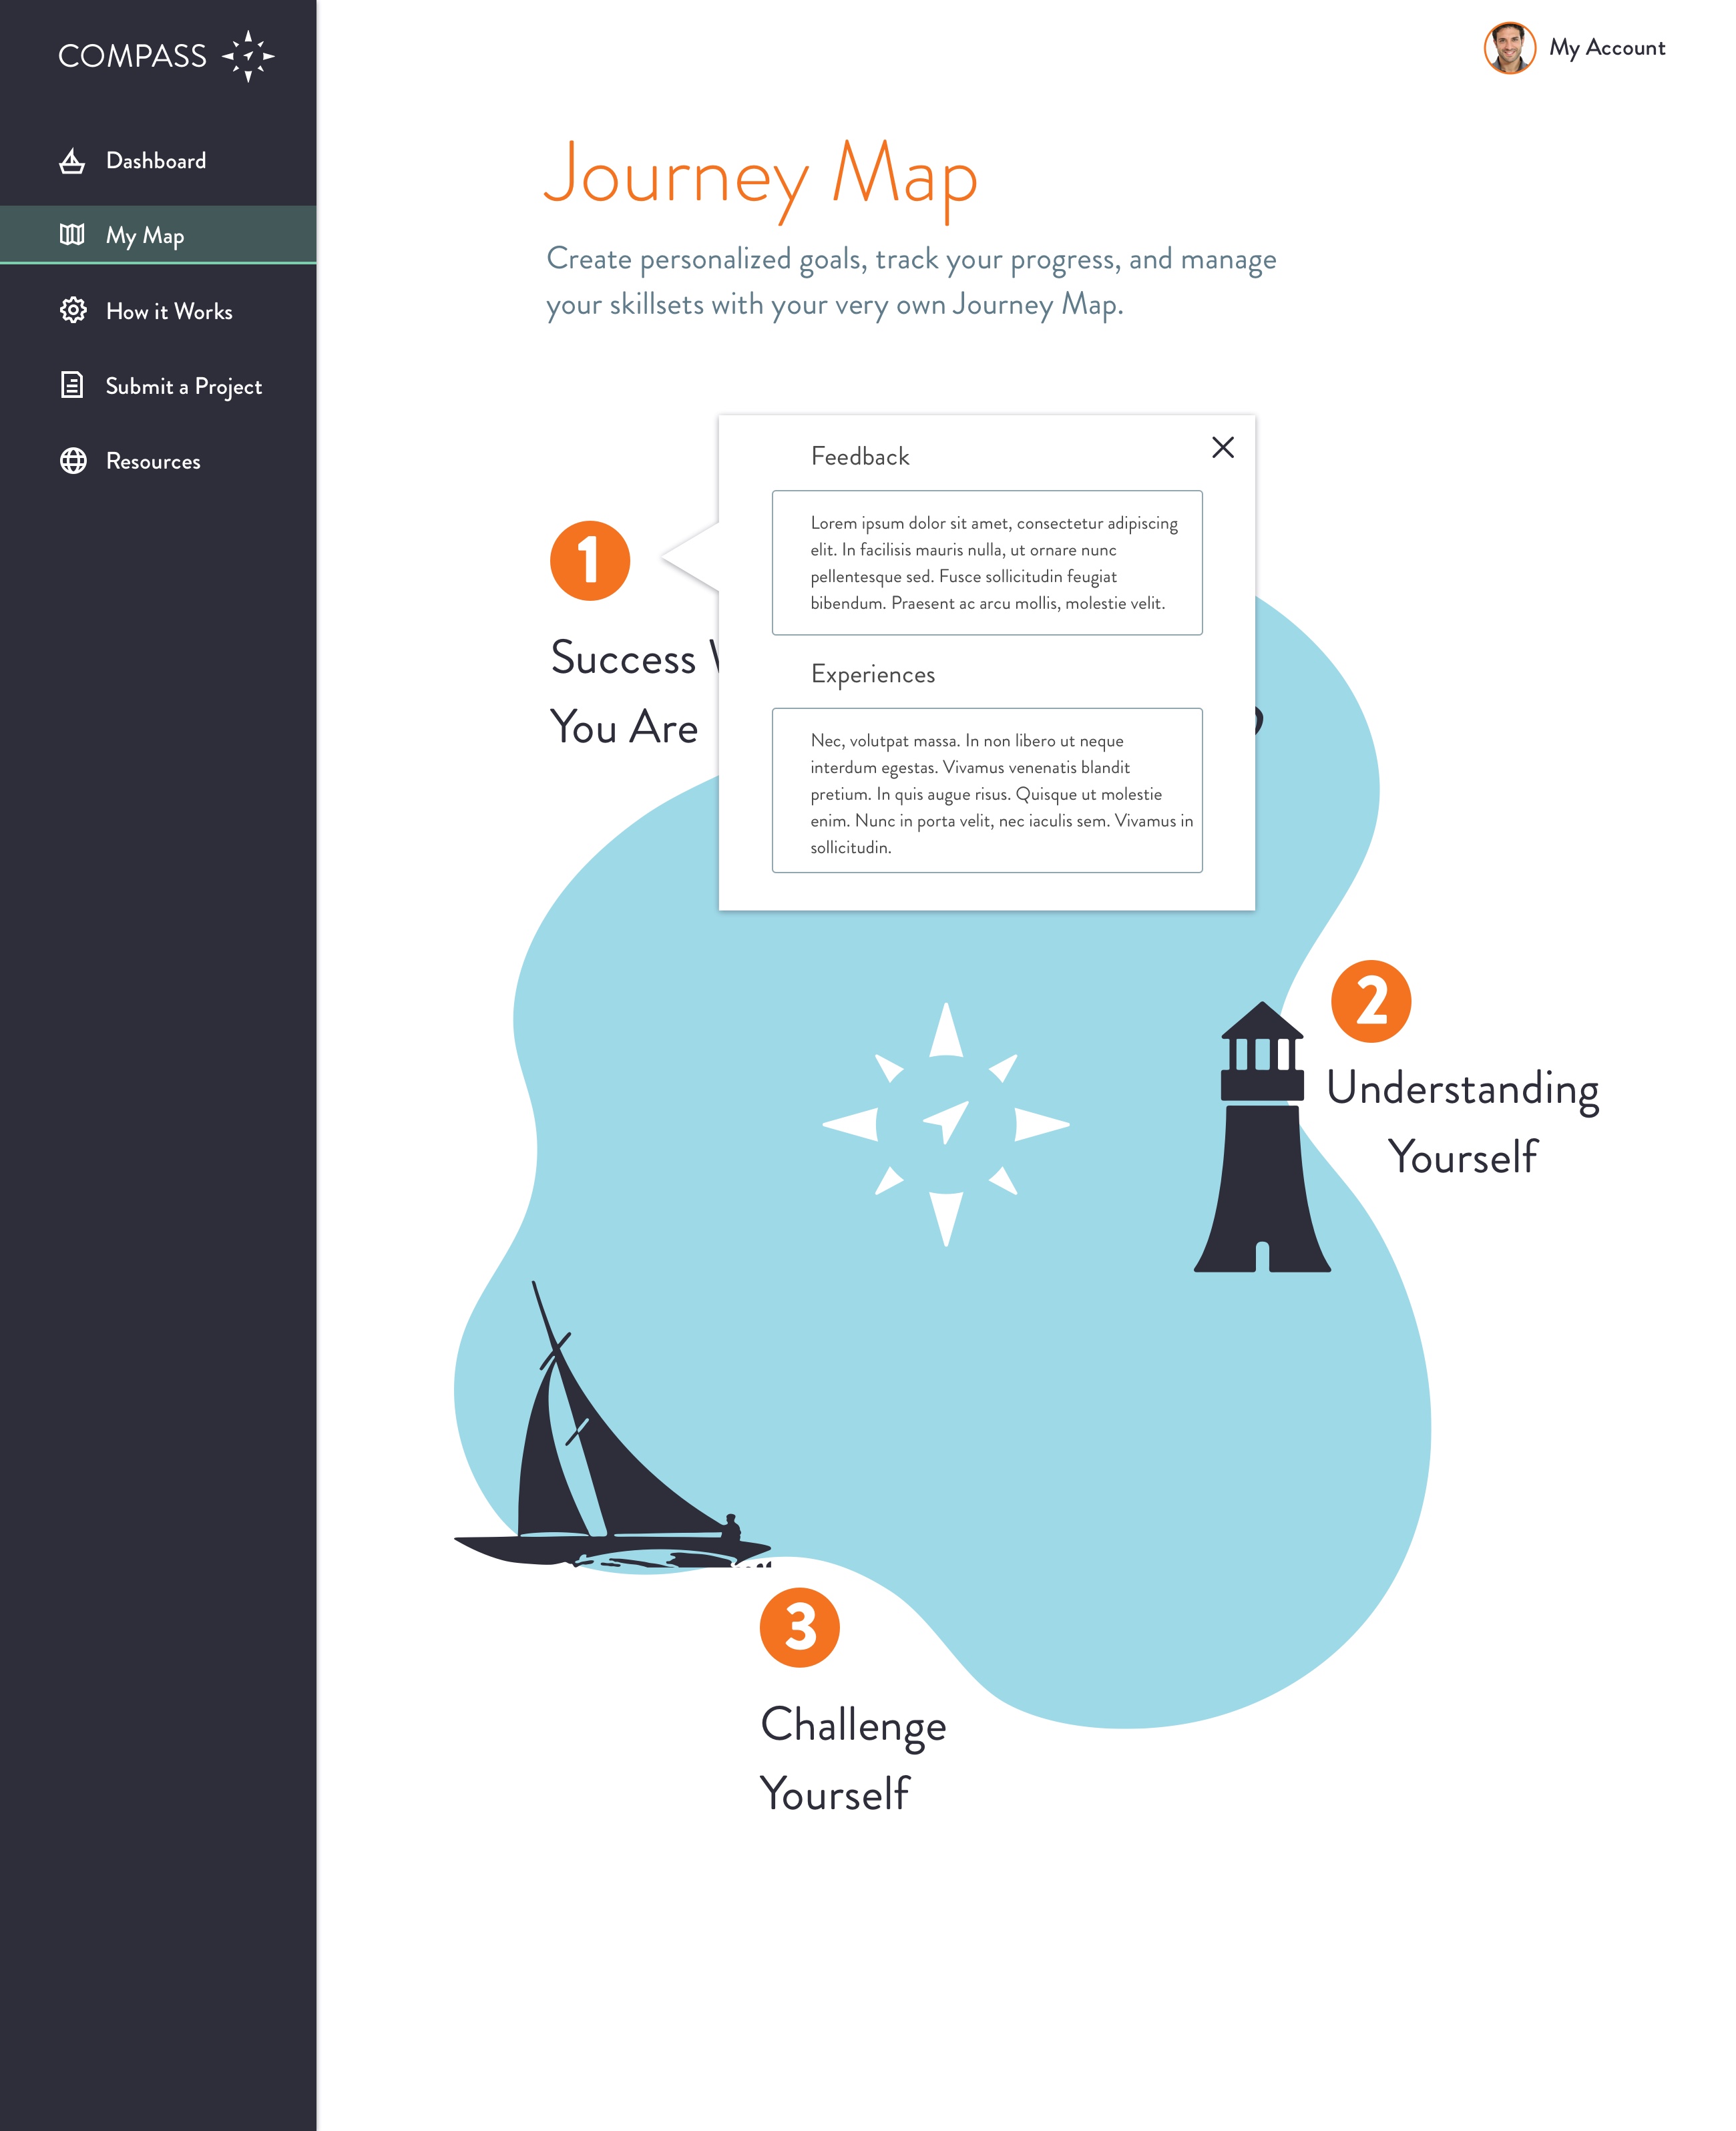 COMPASS
My Account
Dashboard
My Map
How it Works
Submit a Project
Resources
Journey Map
Create personalized goals, track your progress, and manage
your skillsets with your very own Journey Map.
Feedback
Lorem ipsum dolor sit amet, consectetur adipiscing
elit. In facilisis mauris nulla, ut ornare nunc
pellentesque sed. Fusce sollicitudin feugiat
bibendum. Praesent ac arcu mollis, molestie velit.
Experiences
Nec, volutpat massa. In non libero ut neque
interdum egestas. Vivamus venenatis blandit
pretium. In quis augue risus. Quisque ut molestie
enim. Nunc in porta velit, nec iaculis sem. Vivamus in
sollicitudin.
1
Success
You Are
2
Understanding
Yourself
3
Challenge
Yourself